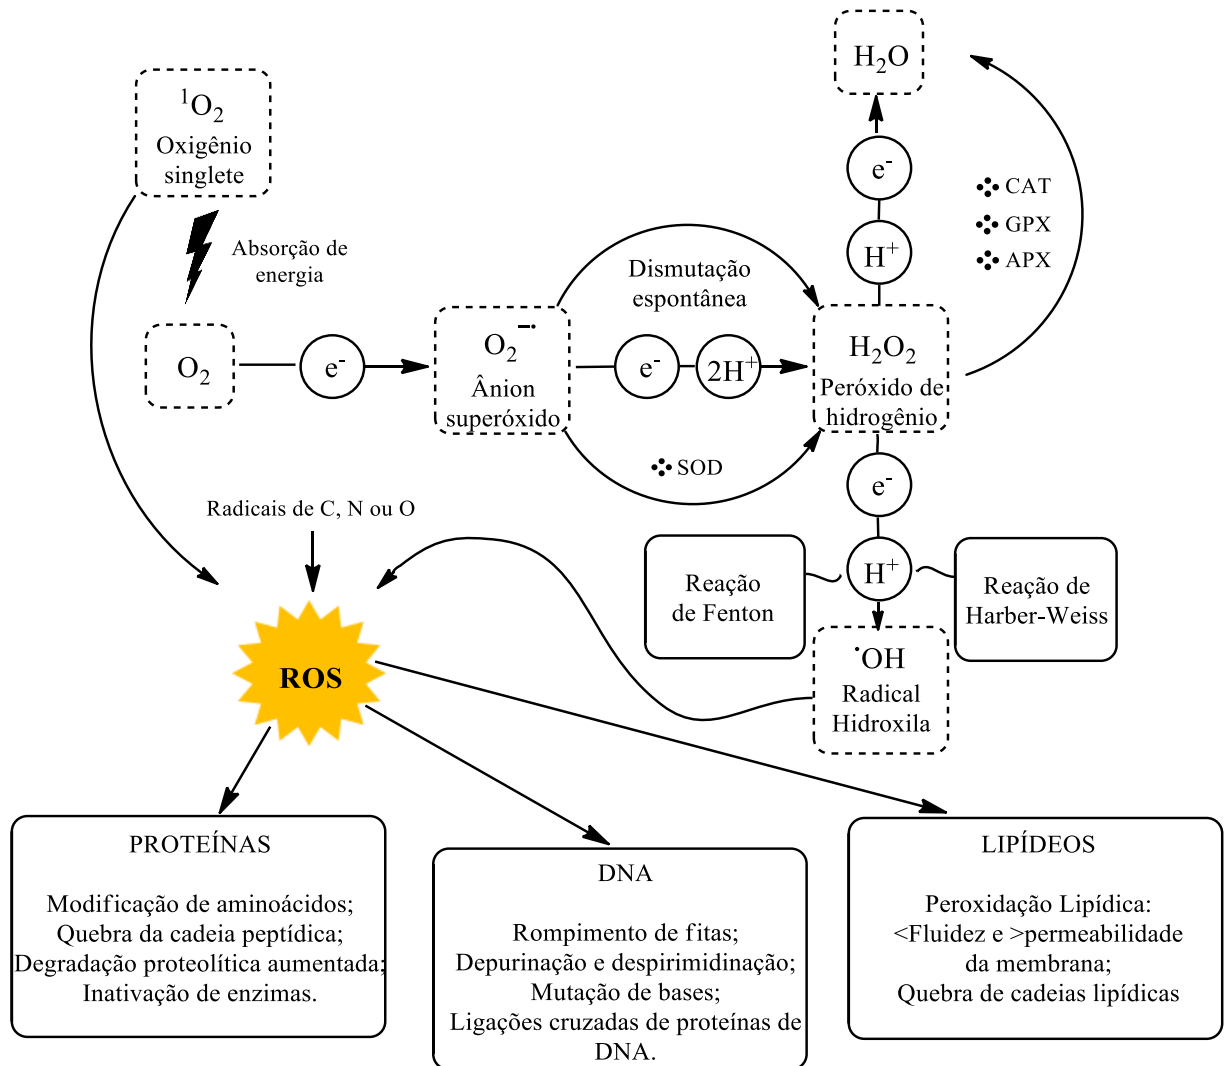 H₂O
¹O₂
Oxigênio
singlete
e⁻
❖ CAT
❖ GPX
❖ APX
H⁺
Absorção de
energia
Dismutação
espontânea
O₂
e⁻
O₂⁻·
Ânion
superóxido
e⁻
2H⁺
H₂O₂
Peróxido de
hidrogênio
❖ SOD
e⁻
Radicais de C, N ou O
Reação
de Fenton
H⁺
Reação de
Harber-Weiss
·OH
Radical
Hidroxila
ROS
PROTEÍNAS
Modificação de aminoácidos;
Quebra da cadeia peptídica;
Degradação proteolítica aumentada;
Inativação de enzimas.
DNA
Rompimento de fitas;
Depurinação e despirimidinação;
Mutação de bases;
Ligações cruzadas de proteínas de
DNA.
LIPÍDEOS
Peroxidação Lipídica:
<Fluidez e >permeabilidade
da membrana;
Quebra de cadeias lipídicas